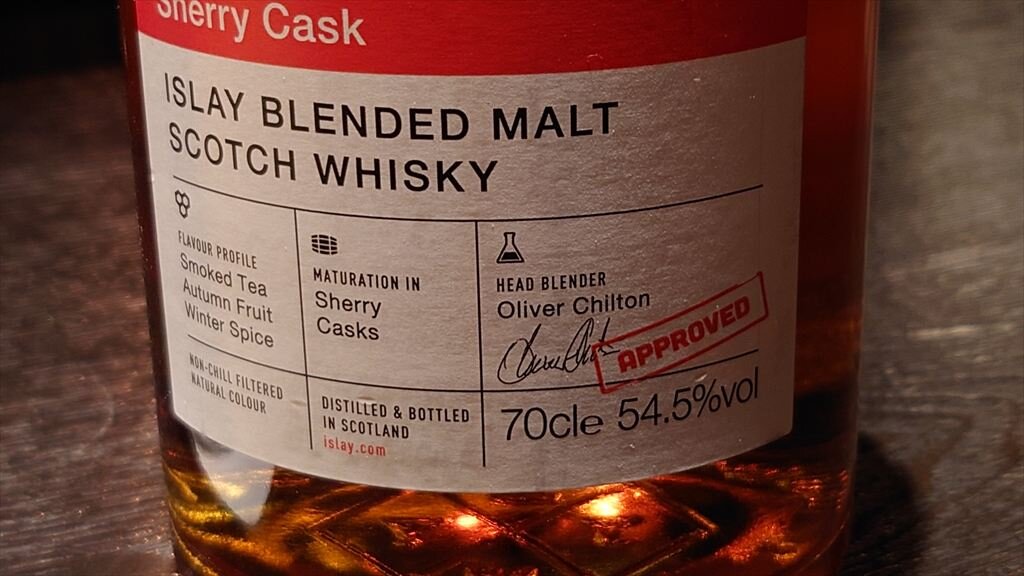 Sherry Cask
ISLAY BLENDED MALT
SCOTCH WHISKY
FLAVOUR PROFILE
Smoked Tea
Autumn Fruit
Winter Spice
NON-CHILL FILTERED
NATURAL COLOUR
MATURATION IN
Sherry
Casks
DISTILLED & BOTTLED
IN SCOTLAND
islay.com
HEAD BLENDER
Oliver Chilton
APPROVED
70cle 54.5%vol